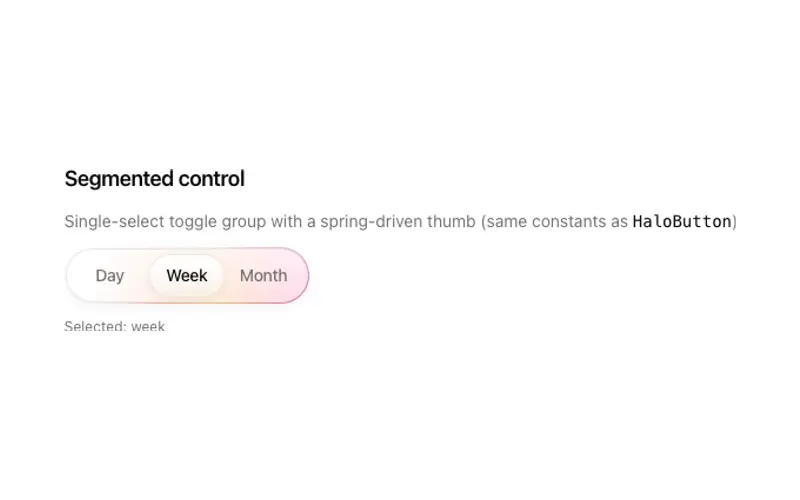 Segmented control
Single-select toggle group with a spring-driven thumb (same constants as HaloButton)
Day Week Month
Selected: week